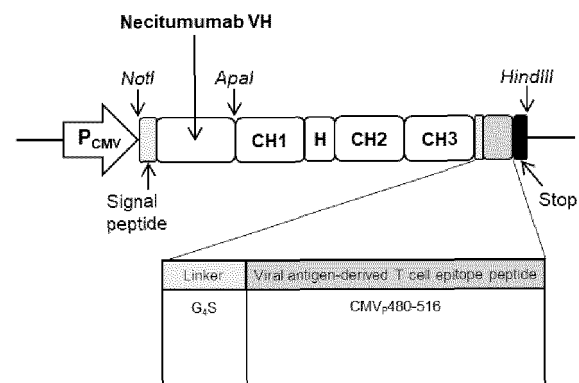 Necitumumab VH
NotI
ApaI
HindIII
PCMV
CH1
H
CH2
CH3
Signal
peptide
Stop
Linker
Viral antigen-derived T cell epitope peptide
G4S
CMVp480-516